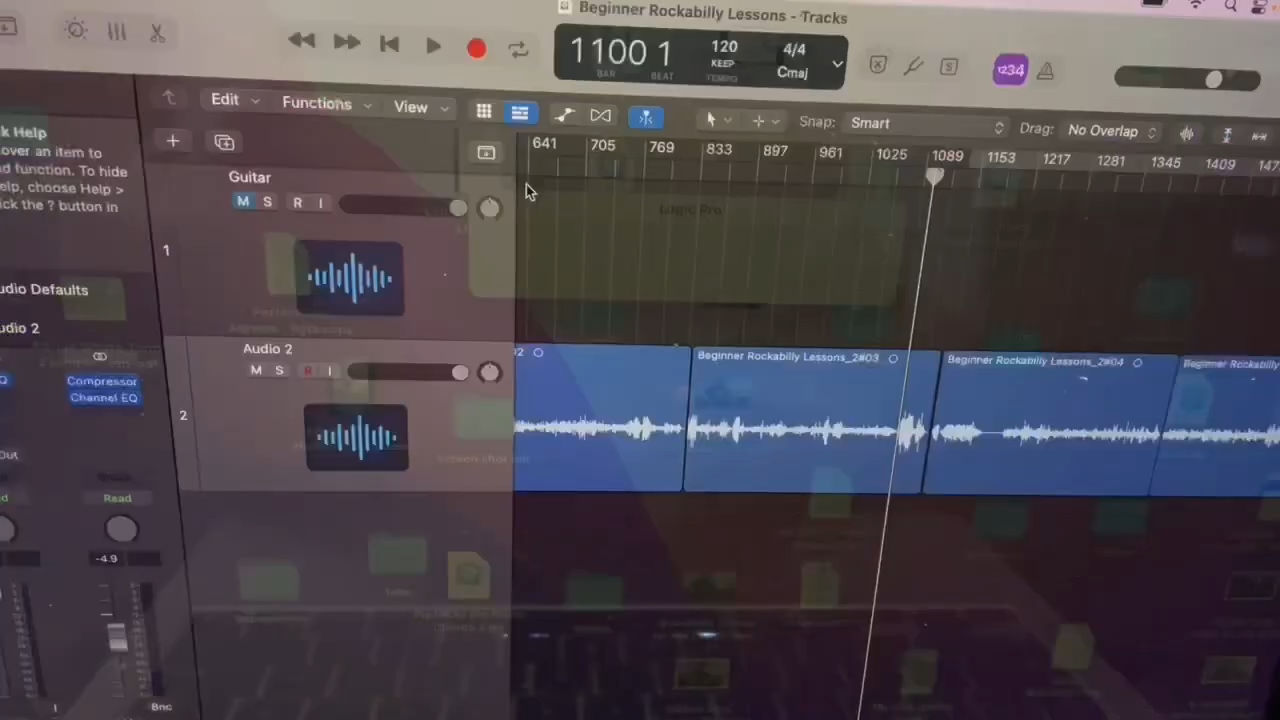 Beginner Rockabilly Lessons - Tracks
1100 1
BAR
BEAT
120
KEEP
TEMPO
4/4
Cmaj
1234
Edit
Functions
View
Snap:
Smart
Drag:
No Overlap
k Help
over an item to
d function. To hide
elp, choose Help >
ick the ? button in
641 705 769 833 897 961 1025 1089 1153 1217 1281 1345 1409 147
Guitar
M S R I
1
Logic Pro
udio Defaults
udio 2
Audio 2
M S R I
2
Beginner Rockabilly Lessons_2#03
Beginner Rockabilly Lessons_2#04
Beginner Rockabilly
Compressor
Channel EQ
Out
Read
-4.9
I
Bnc